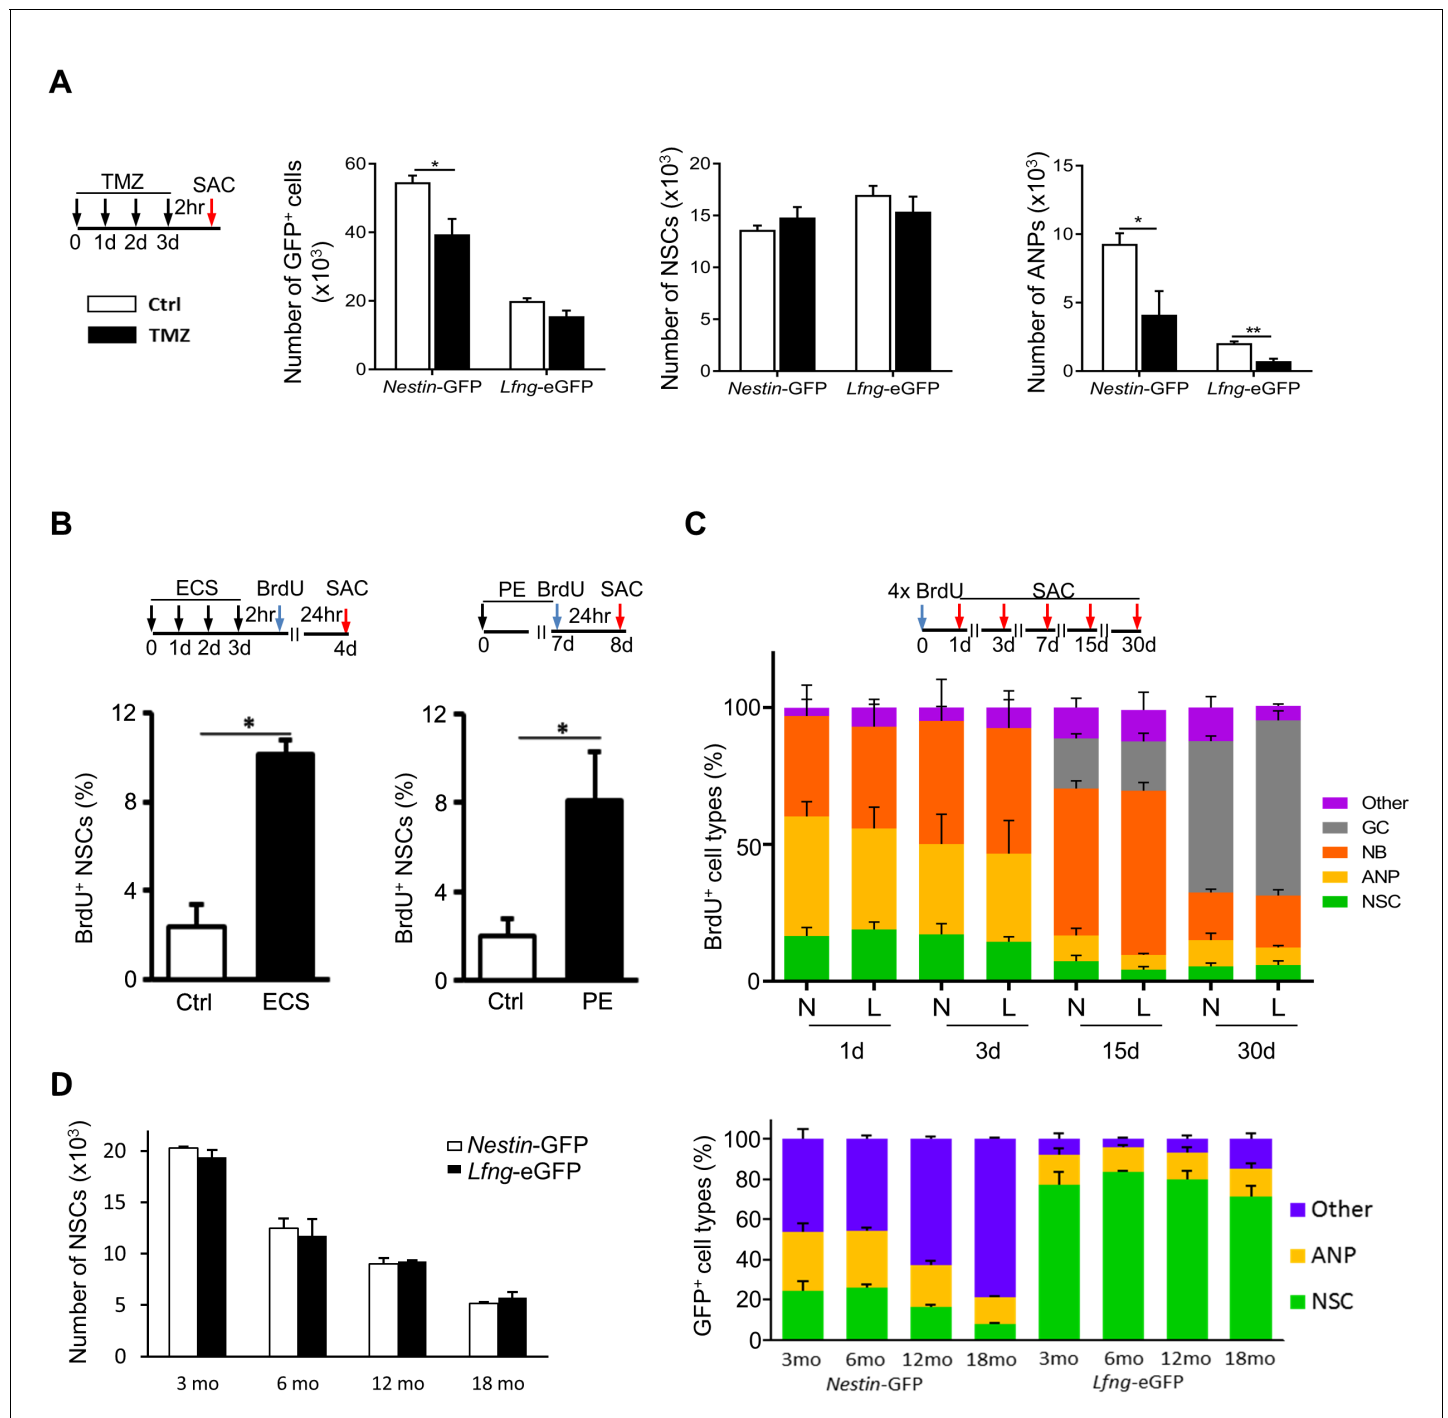 A
TMZ
SAC
2hr
0 1d 2d 3d
Ctrl
TMZ
Number of GFP+ cells
(x10³)
60
40
20
0
*
Nestin-GFP Lfng-eGFP
Number of NSCs (x10³)
20
15
10
5
0
Nestin-GFP Lfng-eGFP
Number of ANPs (x10³)
15
10
5
0
*
**
Nestin-GFP Lfng-eGFP
B
ECS BrdU SAC
2hr 24hr
0 1d 2d 3d 4d
BrdU+ NSCs (%)
12
8
4
0
*
Ctrl ECS
PE BrdU SAC
24hr
0 7d 8d
BrdU+ NSCs (%)
12
8
4
0
*
Ctrl PE
C
4x BrdU SAC
0 1d 3d 7d 15d 30d
BrdU+ cell types (%)
100
50
0
N L N L N L N L
1d 3d 15d 30d
Other
GC
NB
ANP
NSC
D
Number of NSCs (x10³)
20
15
10
5
0
Nestin-GFP
Lfng-eGFP
3 mo 6 mo 12 mo 18 mo
GFP+ cell types (%)
100
80
60
40
20
0
3mo 6mo 12mo 18mo 3mo 6mo 12mo 18mo
Nestin-GFP Lfng-eGFP
Other
ANP
NSC